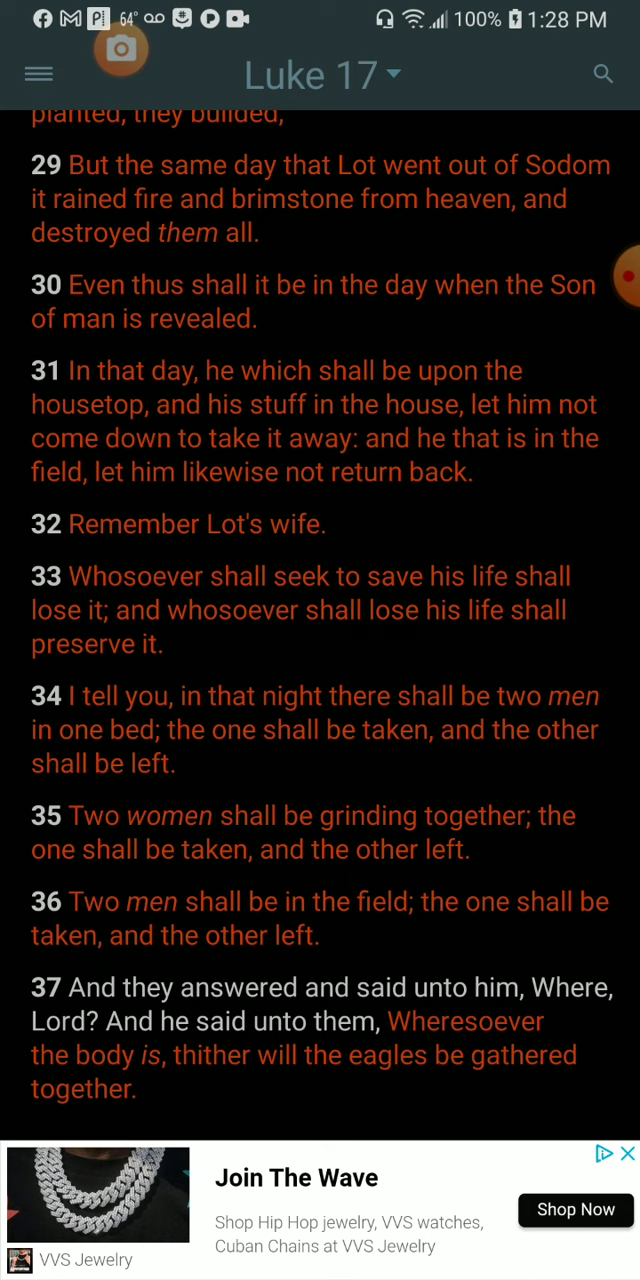 64° 100% 1:28 PM
Luke 17
planted, they builded,
29 But the same day that Lot went out of Sodom
it rained fire and brimstone from heaven, and
destroyed them all.
30 Even thus shall it be in the day when the Son
of man is revealed.
31 In that day, he which shall be upon the
housetop, and his stuff in the house, let him not
come down to take it away: and he that is in the
field, let him likewise not return back.
32 Remember Lot's wife.
33 Whosoever shall seek to save his life shall
lose it; and whosoever shall lose his life shall
preserve it.
34 I tell you, in that night there shall be two men
in one bed; the one shall be taken, and the other
shall be left.
35 Two women shall be grinding together; the
one shall be taken, and the other left.
36 Two men shall be in the field; the one shall be
taken, and the other left.
37 And they answered and said unto him, Where,
Lord? And he said unto them, Wheresoever
the body is, thither will the eagles be gathered
together.
Join The Wave
Shop Hip Hop jewelry, VVS watches,
Cuban Chains at VVS Jewelry
Shop Now
VVS Jewelry